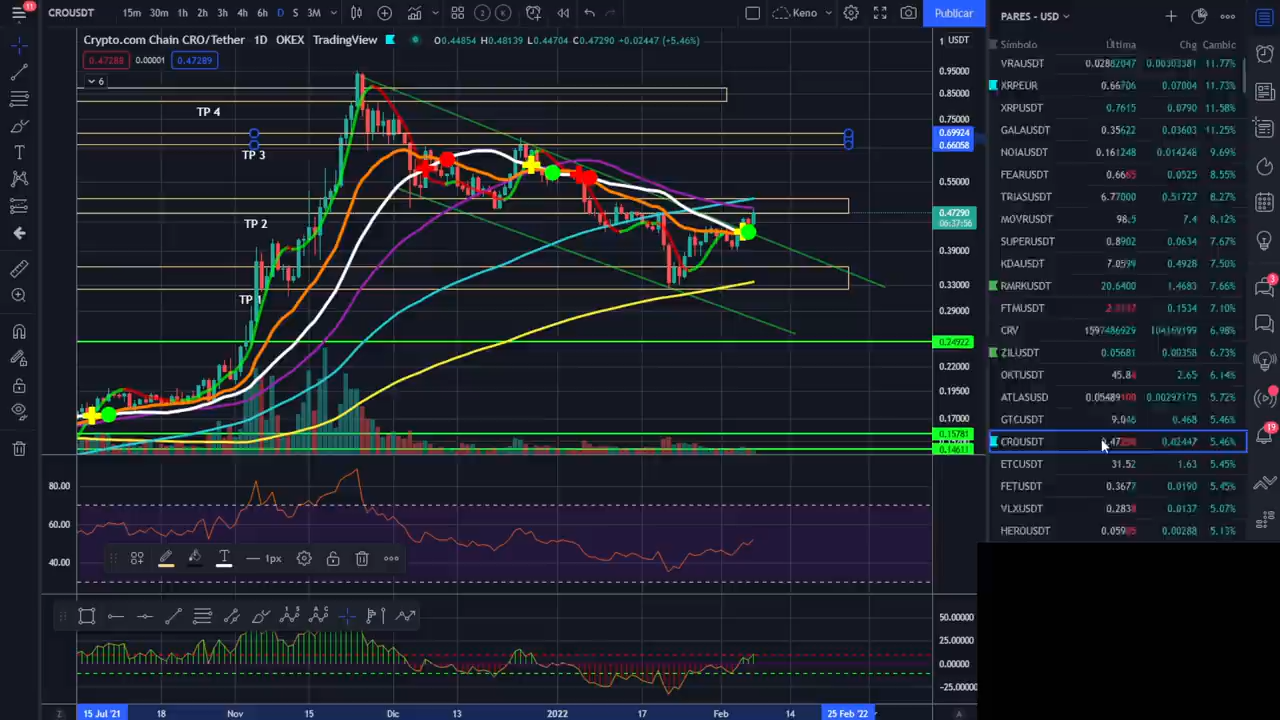 11
CROUSDT 15m 30m 1h 2h 3h 4h 6h D S 3M 2 K Keno Publicar
Crypto.com Chain CRO/Tether 1D OKEX TradingView O0.44854 H0.48139 L0.44704 C0.47290 +0.02447 (+5.46%)
0.47288 0.00001 0.47289
6
1 USDT
0.95000
0.85000
0.75000
0.69924
0.66058
0.55000
0.47290
06:37:56
0.39000
0.33000
0.29000
0.24922
0.22000
0.19500
0.17000
0.15781
0.14611
TP 4
TP 3
TP 2
TP 1
80.00
60.00
40.00
1px
50.00000
25.00000
0.00000
-25.00000
Z 15 Jul '21 18 Nov 15 Dic 13 2022 17 Feb 14 25 Feb '22 A
PARES - USD
Símbolo Última Chg Cambic
VRAUSDT 11.77%
XRPEUR 0.07004 11.73%
XRPUSDT 0.7615 0.0790 11.58%
GALAUSDT 0.35622 0.03603 11.25%
NOIAUSDT 0.161248 0.014248
FEARUSDT 0.0525 8.55%
TRIASUSDT 6.77000 0.51727 8.27%
MOVRUSDT 98.5 7.4 8.12%
SUPERUSDT 0.8902 0.0634 7.67%
KDAUSDT 0.4928 7.50%
RMRKUSDT 20.6400 1.4683 7.66%
FTMUSDT 0.1534 7.10%
CRV 1597486929 6.98%
ZILUSDT 0.05681 0.00358 6.73%
OKTUSDT 2.65 6.14%
ATLASUSD 0.00297175 5.72%
GTCUSDT 9.046 0.468 5.46%
CROUSDT 0.02447 5.46%
ETCUSDT 31.52 1.63 5.45%
FETUSDT 0.3677 0.0190 5.45%
VLXUSDT 0.0137 5.07%
HEROUSDT 0.00288
3
19